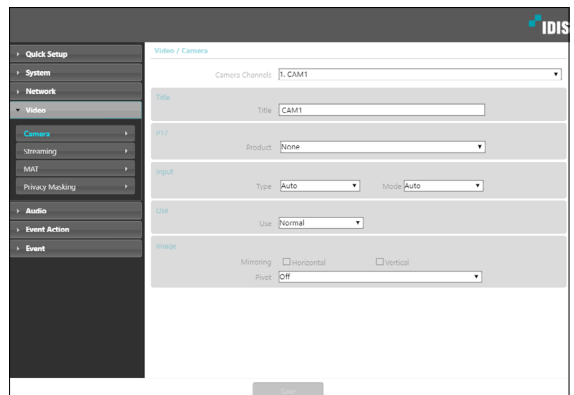 IDIS
Quick Setup
System
Network
Video
Camera
Streaming
MAT
Privacy Masking
Audio
Event Action
Event
Video / Camera
Camera Channels 1. CAM1
Title
Title CAM1
PTZ
Product None
Input
Type Auto Mode Auto
Use
Use Normal
Image
Mirroring Horizontal Vertical
Pivot Off
Save